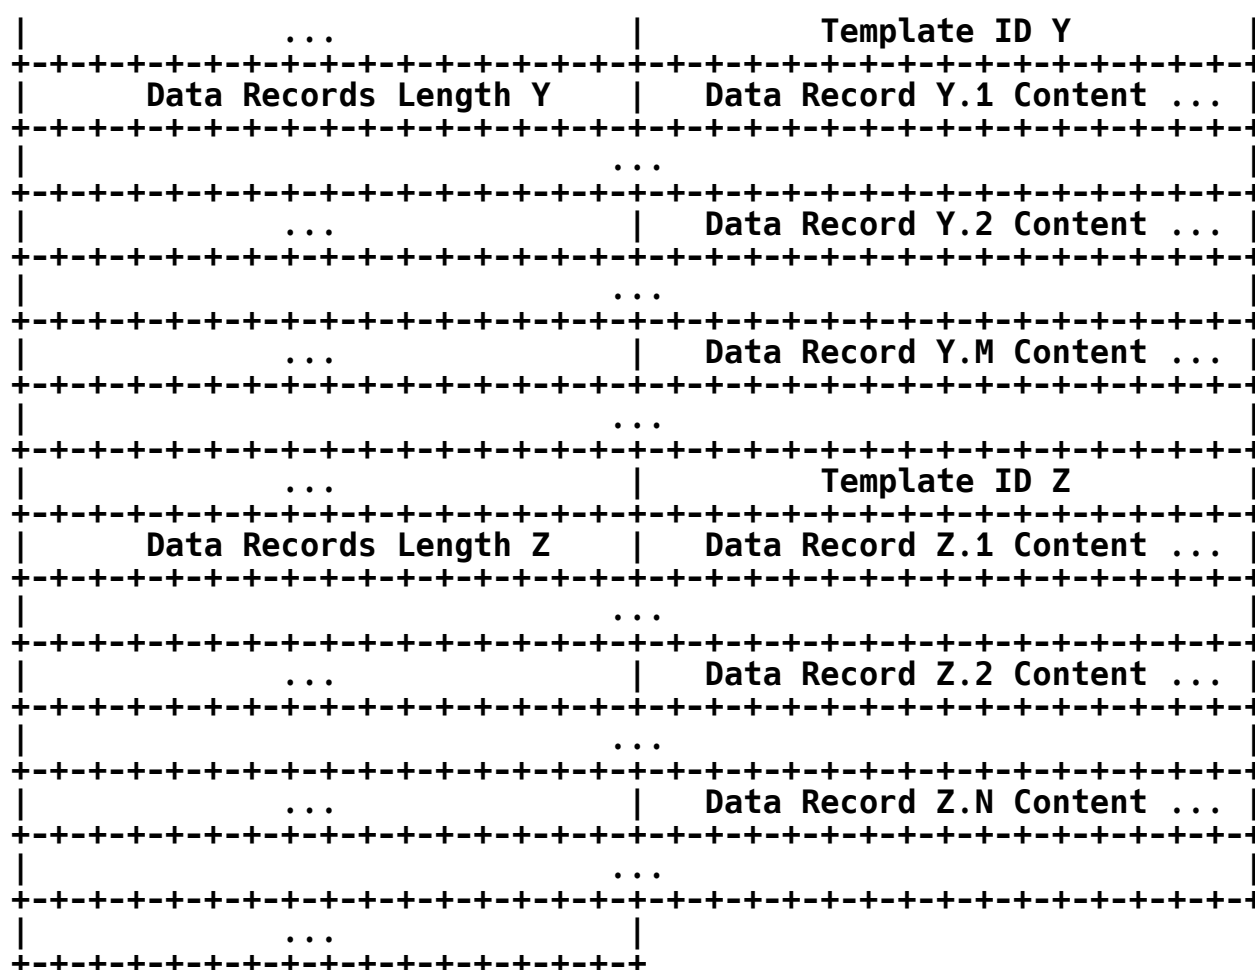 |             ...               |         Template ID Y         |
+-+-+-+-+-+-+-+-+-+-+-+-+-+-+-+-+-+-+-+-+-+-+-+-+-+-+-+-+-+-+-+-+
|      Data Records Length Y    |   Data Record Y.1 Content ... |
+-+-+-+-+-+-+-+-+-+-+-+-+-+-+-+-+-+-+-+-+-+-+-+-+-+-+-+-+-+-+-+-+
|                              ...                              |
+-+-+-+-+-+-+-+-+-+-+-+-+-+-+-+-+-+-+-+-+-+-+-+-+-+-+-+-+-+-+-+-+
|             ...               |   Data Record Y.2 Content ... |
+-+-+-+-+-+-+-+-+-+-+-+-+-+-+-+-+-+-+-+-+-+-+-+-+-+-+-+-+-+-+-+-+
|                              ...                              |
+-+-+-+-+-+-+-+-+-+-+-+-+-+-+-+-+-+-+-+-+-+-+-+-+-+-+-+-+-+-+-+-+
|             ...               |   Data Record Y.M Content ... |
+-+-+-+-+-+-+-+-+-+-+-+-+-+-+-+-+-+-+-+-+-+-+-+-+-+-+-+-+-+-+-+-+
|                              ...                              |
+-+-+-+-+-+-+-+-+-+-+-+-+-+-+-+-+-+-+-+-+-+-+-+-+-+-+-+-+-+-+-+-+
|             ...               |         Template ID Z         |
+-+-+-+-+-+-+-+-+-+-+-+-+-+-+-+-+-+-+-+-+-+-+-+-+-+-+-+-+-+-+-+-+
|      Data Records Length Z    |   Data Record Z.1 Content ... |
+-+-+-+-+-+-+-+-+-+-+-+-+-+-+-+-+-+-+-+-+-+-+-+-+-+-+-+-+-+-+-+-+
|                              ...                              |
+-+-+-+-+-+-+-+-+-+-+-+-+-+-+-+-+-+-+-+-+-+-+-+-+-+-+-+-+-+-+-+-+
|             ...               |   Data Record Z.2 Content ... |
+-+-+-+-+-+-+-+-+-+-+-+-+-+-+-+-+-+-+-+-+-+-+-+-+-+-+-+-+-+-+-+-+
|                              ...                              |
+-+-+-+-+-+-+-+-+-+-+-+-+-+-+-+-+-+-+-+-+-+-+-+-+-+-+-+-+-+-+-+-+
|             ...               |   Data Record Z.N Content ... |
+-+-+-+-+-+-+-+-+-+-+-+-+-+-+-+-+-+-+-+-+-+-+-+-+-+-+-+-+-+-+-+-+
|                              ...                              |
+-+-+-+-+-+-+-+-+-+-+-+-+-+-+-+-+-+-+-+-+-+-+-+-+-+-+-+-+-+-+-+-+
|             ...               |
+-+-+-+-+-+-+-+-+-+-+-+-+-+-+-+-+